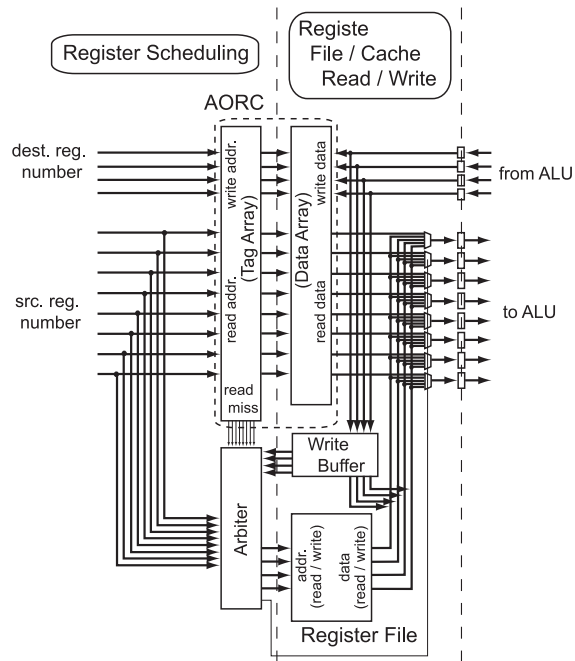 Register Scheduling
Registe
File / Cache
Read / Write
AORC
dest. reg.
number
write addr.
(Tag Array)
read addr.
read
miss
write data
(Data Array)
read data
from ALU
src. reg.
number
to ALU
Write
Buffer
Arbiter
addr.
(read / write)
data
(read / write)
Register File